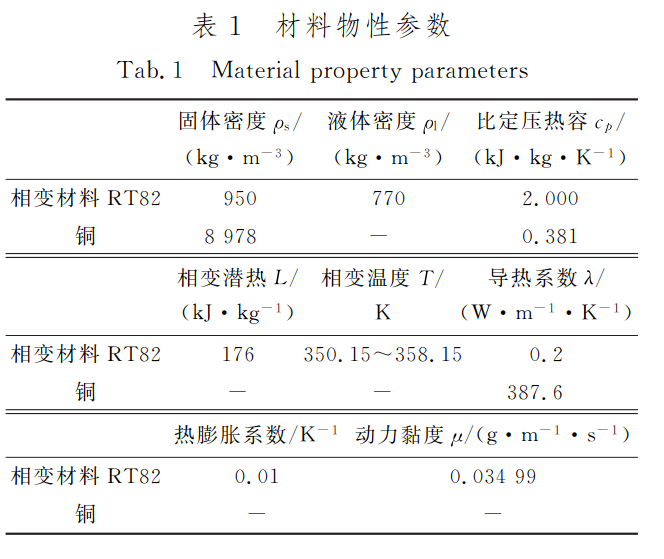 表 1 材料物性参数
Tab.1 Material property parameters
固体密度 ρs/ 液体密度 ρl/ 比定压热容 cp/
(kg·m−3) (kg·m−3) (kJ·kg·K−1)
相变材料 RT82 950 770 2.000
铜 8 978 — 0.381
相变潜热 L/ 相变温度 T/ 导热系数 λ/
(kJ·kg−1) K (W·m−1·K−1)
相变材料 RT82 176 350.15～358.15 0.2
铜 — — 387.6
热膨胀系数/K−1 动力黏度 μ/(g·m−1·s−1)
相变材料 RT82 0.01 0.034 99
铜 — —